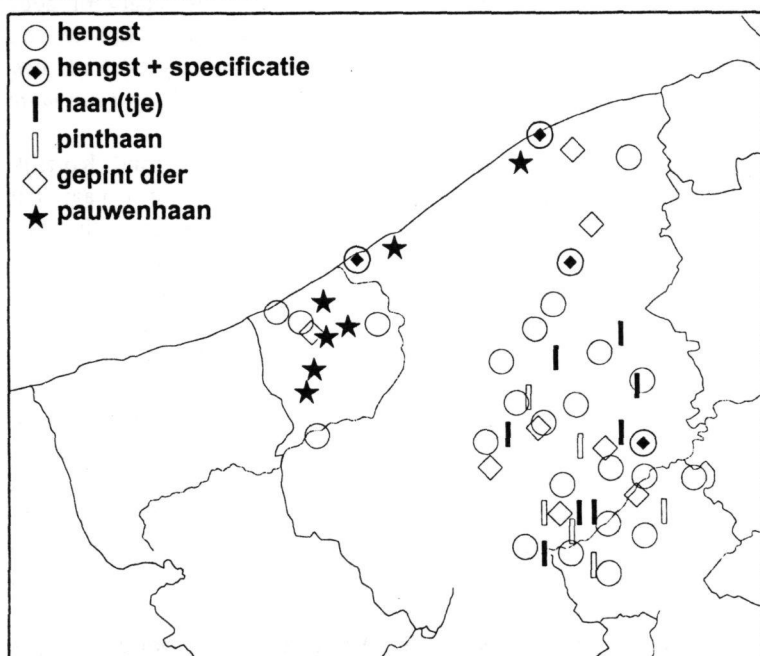 hengst
hengst + specificatie
haan(tje)
pinthaan
gepint dier
pauwenhaan